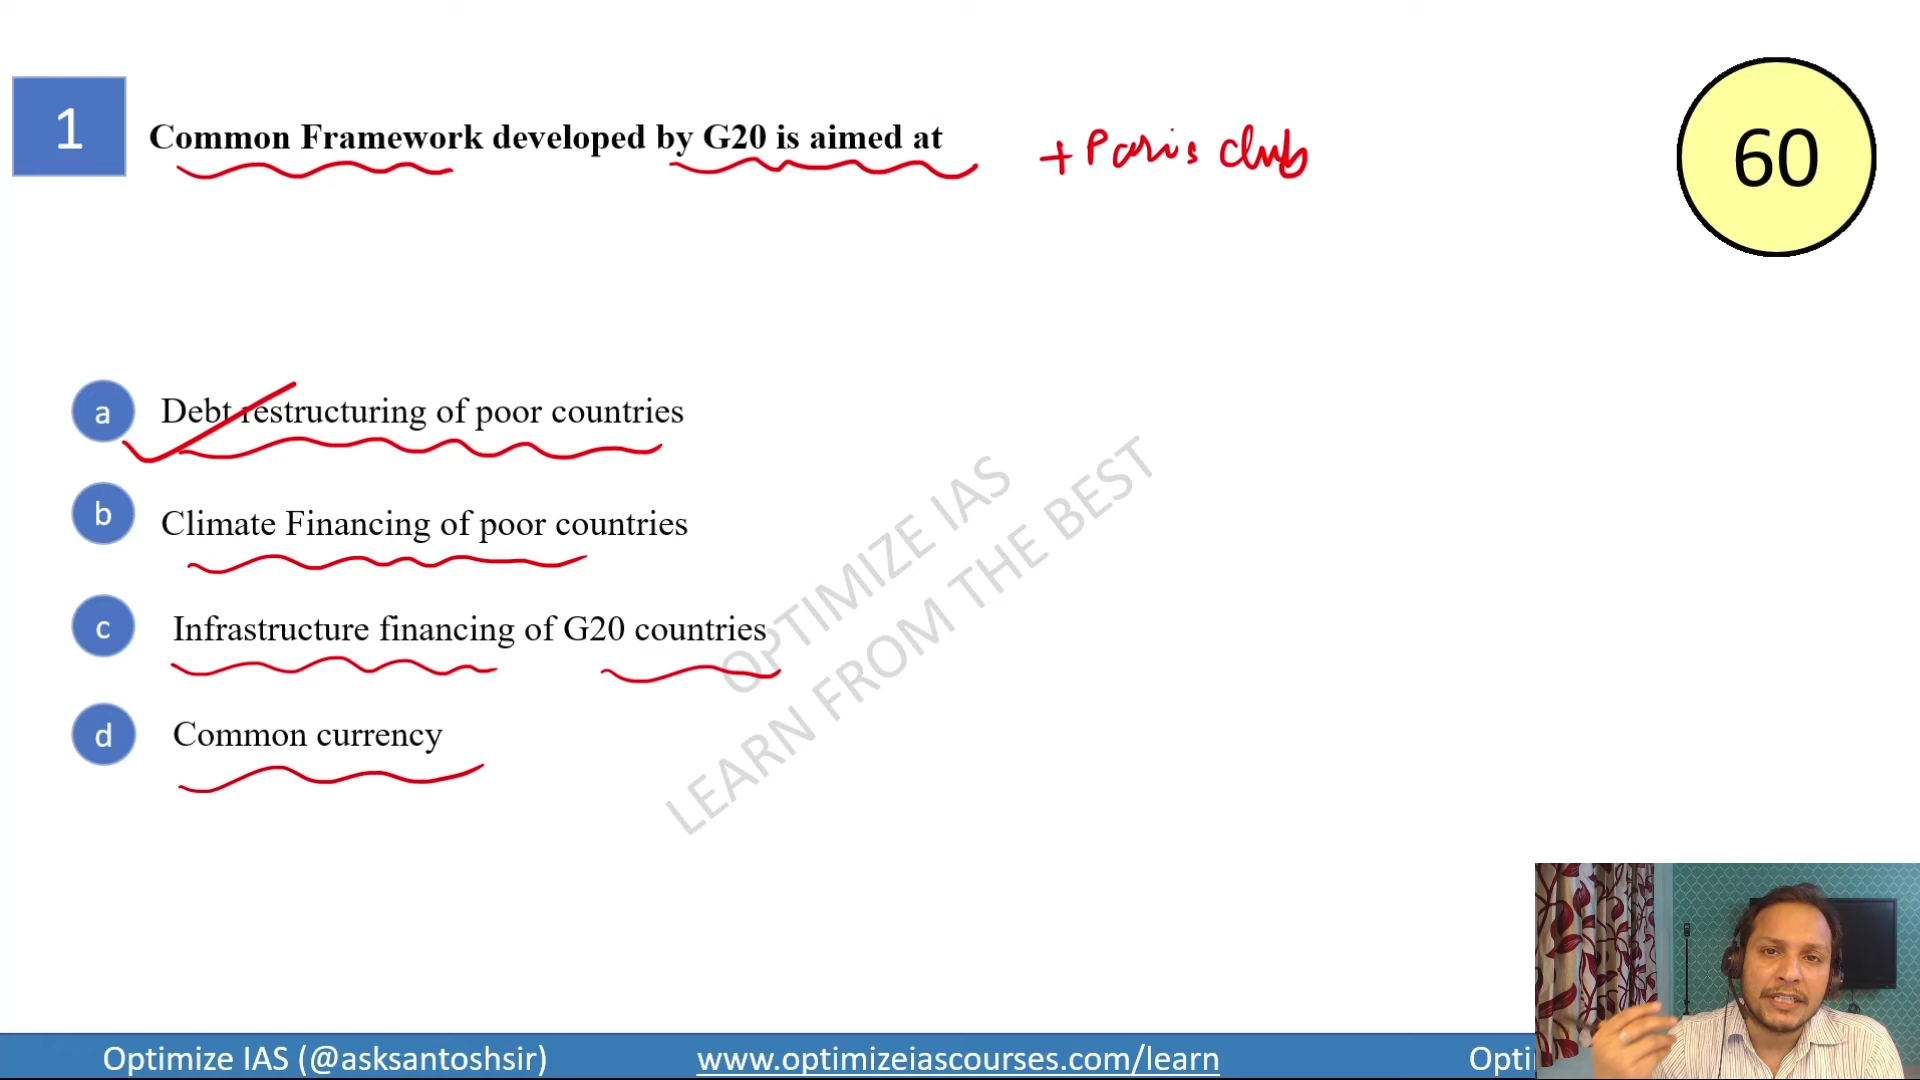 1
Common Framework developed by G20 is aimed at
+ Paris Club
60
a
Debt restructuring of poor countries
b
Climate Financing of poor countries
c
Infrastructure financing of G20 countries
d
Common currency
OPTIMIZE IAS
LEARN FROM THE BEST
Optimize IAS (@asksantoshsir)
www.optimizeiascourses.com/learn
Opti